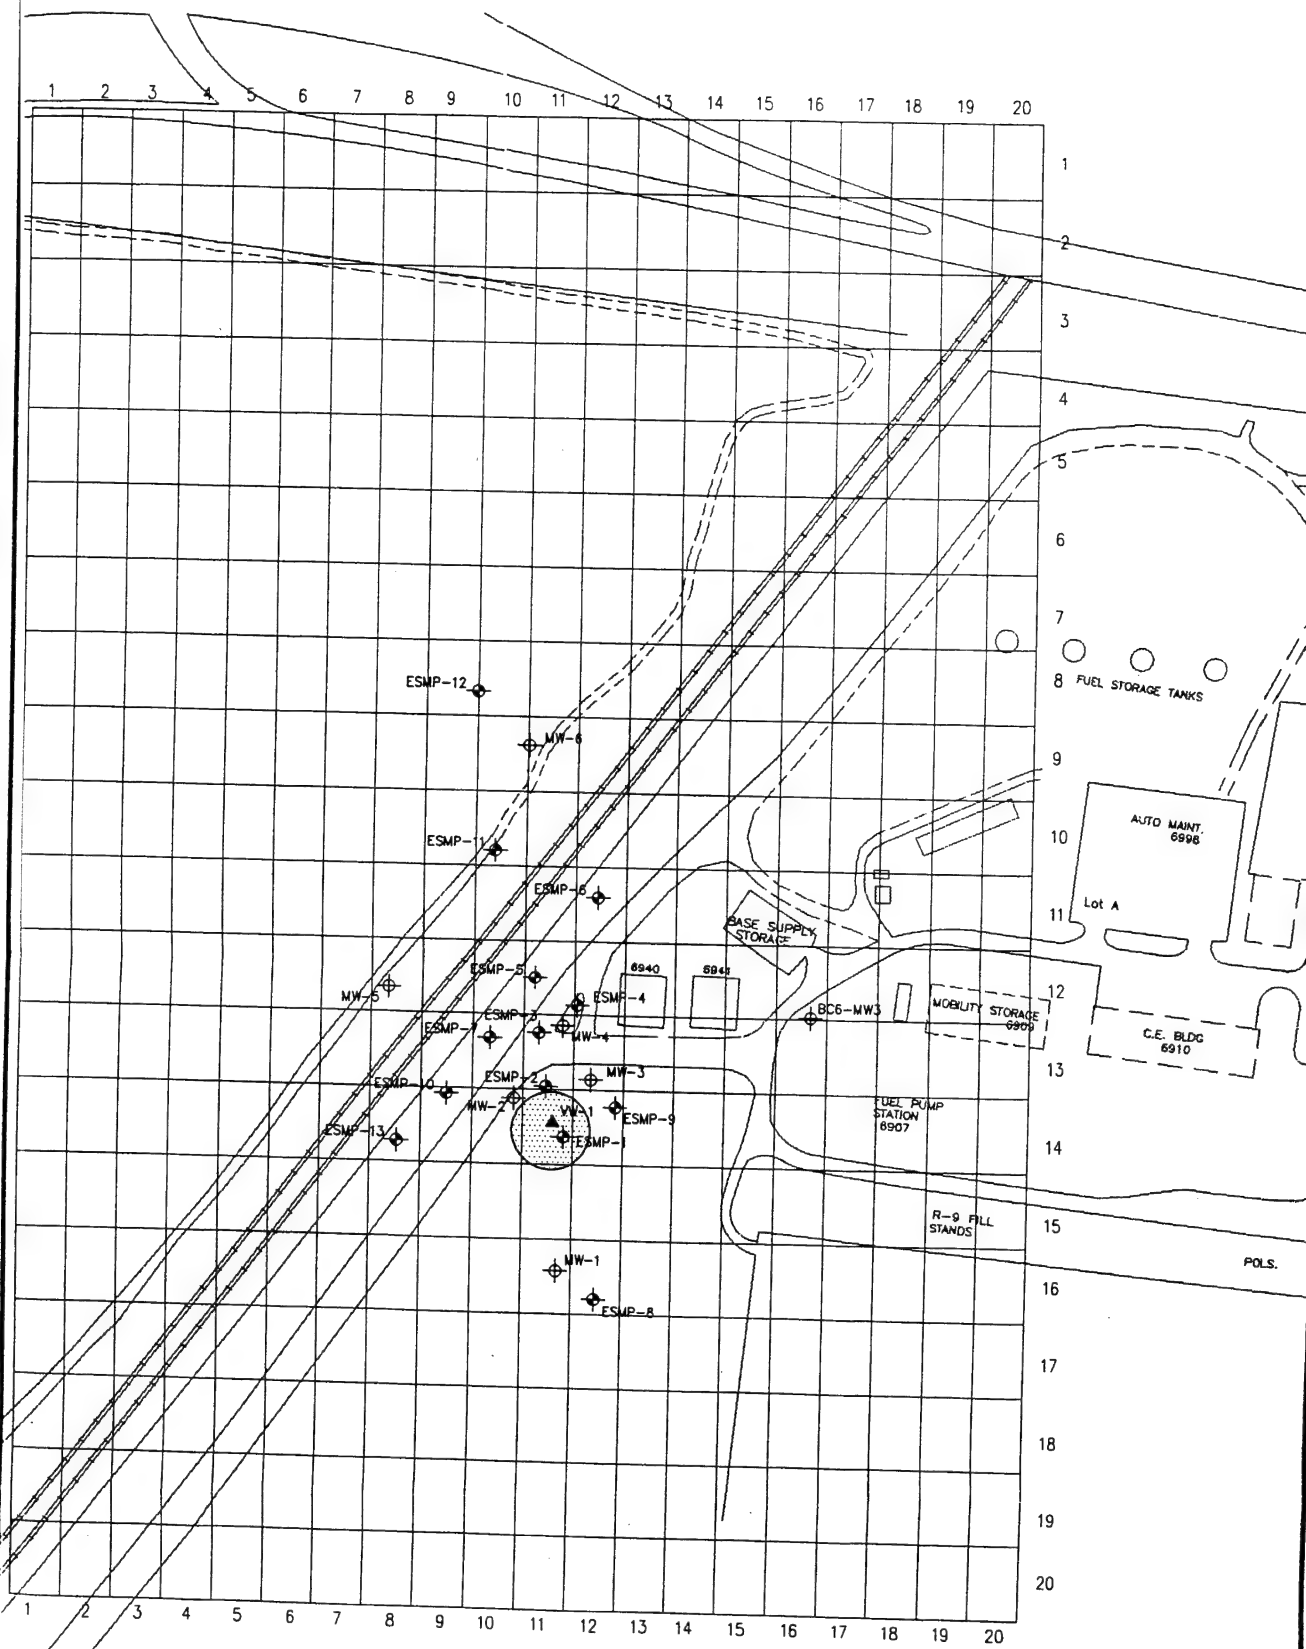 1 2 3 4 5 6 7 8 9 10 11 12 13 14 15 16 17 18 19 20
1
2
3
4
5
6
7
8
FUEL STORAGE TANKS
ESMP-12
MW-6
9
AUTO MAINT.
6998
10
ESMP-11
ESMP-6
Lot A
11
BASE SUPPLY
STORAGE
ESMP-5
6940
6941
MW-5
ESMP-4
12
MOBILITY STORAGE
6909
BC6-MW3
ESMP-3
ESMP-7
MW-4
C.E. BLDG
6910
13
MW-3
ESMP-2
ESMP-10
MW-2
VW-1
ESMP-9
FUEL PUMP
STATION
6907
ESMP-13
ESMP-1
14
R-9 FILL
STANDS
15
MW-1
POLS.
16
ESMP-8
17
18
19
20
1 2 3 4 5 6 7 8 9 10 11 12 13 14 15 16 17 18 19 20